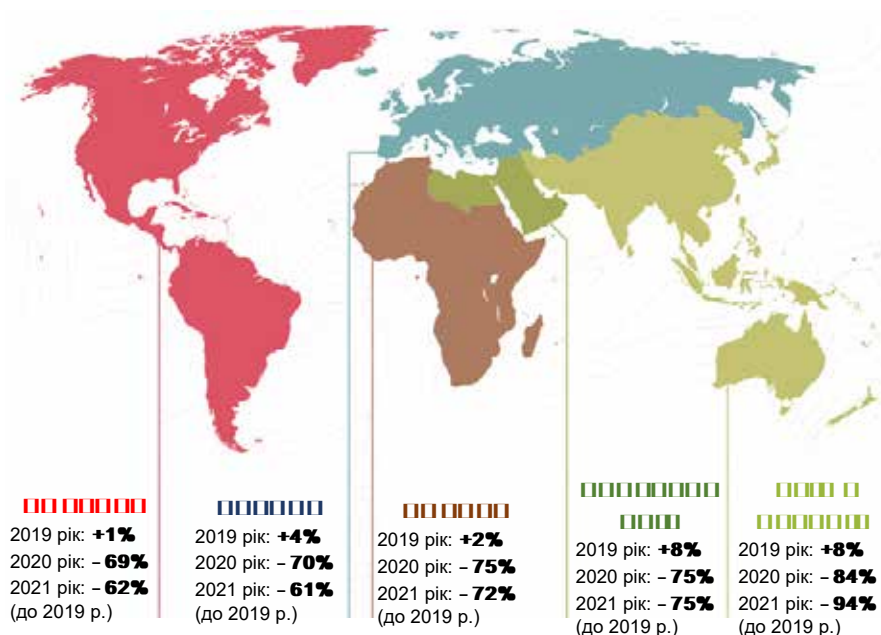 2019 рік: +1%
2020 рік: – 69%
2021 рік: – 62%
(до 2019 р.)
2019 рік: +4%
2020 рік: – 70%
2021 рік: – 61%
(до 2019 р.)
2019 рік: +2%
2020 рік: – 75%
2021 рік: – 72%
(до 2019 р.)
2019 рік: +8%
2020 рік: – 75%
2021 рік: – 75%
(до 2019 р.)
2019 рік: +8%
2020 рік: – 84%
2021 рік: – 94%
(до 2019 р.)